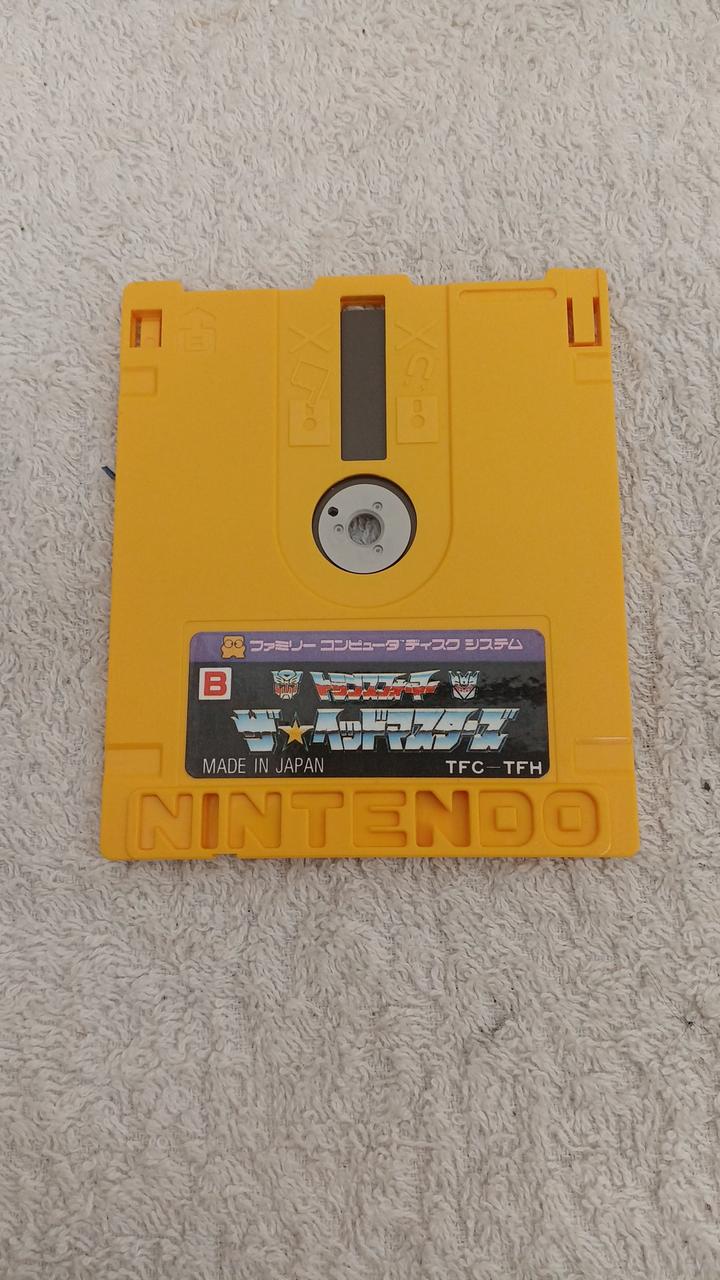 ファミリー コンピュータ ディスク システム
B
トランスフォーマー
ザ★ヘッドマスターズ
MADE IN JAPAN
TFC-TFH
NINTENDO